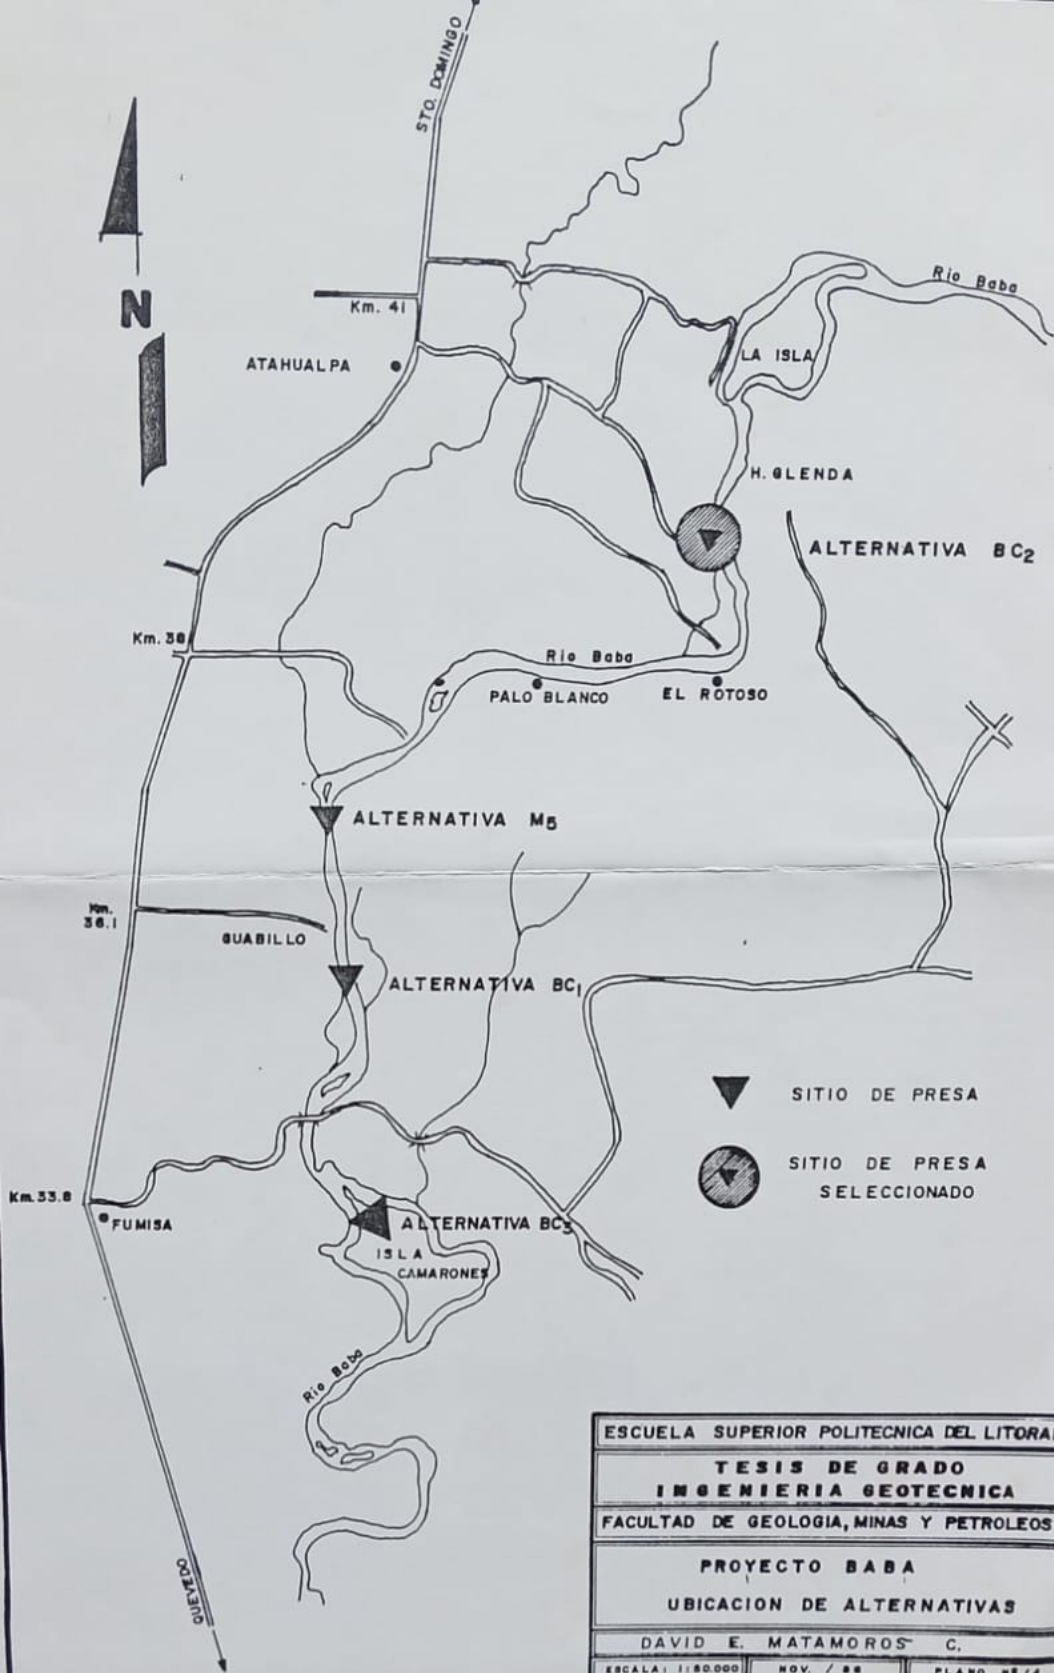 STO. DOMINGO
N
Km. 41
ATAHUALPA
Rio Baba
LA ISLA
H. GLENDA
ALTERNATIVA BC2
Km. 38
Rio Baba
PALO BLANCO
EL ROTOSO
ALTERNATIVA M5
Km.
36.1
GUABILLO
ALTERNATIVA BC1
SITIO DE PRESA
SITIO DE PRESA
SELECCIONADO
Km. 33.8
FUMISA
ALTERNATIVA BC3
ISLA
CAMARONES
Rio Baba
QUEVEDO
ESCUELA SUPERIOR POLITECNICA DEL LITORAL
TESIS DE GRADO
INGENIERIA GEOTECNICA
FACULTAD DE GEOLOGIA, MINAS Y PETROLEOS
PROYECTO BABA
UBICACION DE ALTERNATIVAS
DAVID E. MATAMOROS C.
ESCALA: 1:50.000
NOV. /
PLANO